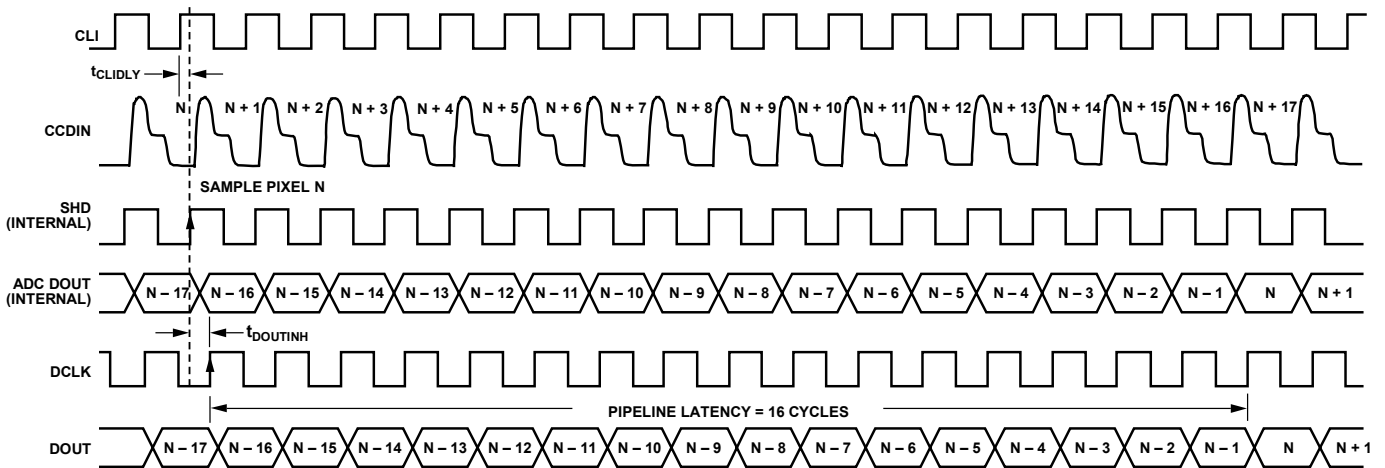 CLI
tCLIDLY
N N + 1 N + 2 N + 3 N + 4 N + 5 N + 6 N + 7 N + 8 N + 9 N + 10 N + 11 N + 12 N + 13 N + 14 N + 15 N + 16 N + 17
CCDIN
SAMPLE PIXEL N
SHD
(INTERNAL)
ADC DOUT
(INTERNAL)
N – 17 N – 16 N – 15 N – 14 N – 13 N – 12 N – 11 N – 10 N – 9 N – 8 N – 7 N – 6 N – 5 N – 4 N – 3 N – 2 N – 1 N N + 1
tDOUTINH
DCLK
PIPELINE LATENCY = 16 CYCLES
DOUT
N – 17 N – 16 N – 15 N – 14 N – 13 N – 12 N – 11 N – 10 N – 9 N – 8 N – 7 N – 6 N – 5 N – 4 N – 3 N – 2 N – 1 N N + 1